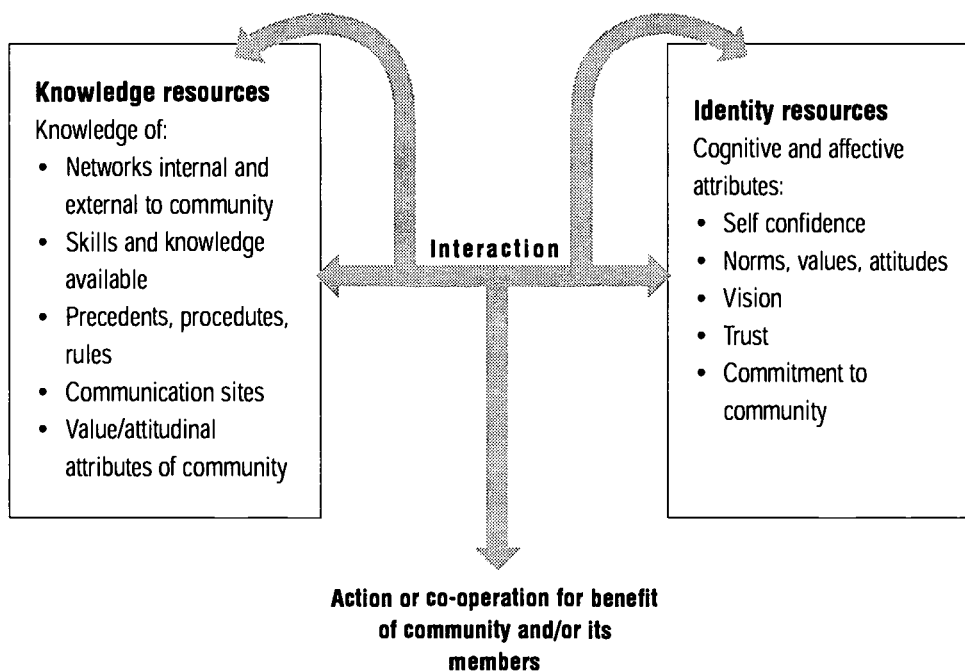 Knowledge resources
Knowledge of:
• Networks internal and
external to community
• Skills and knowledge
available
• Precedents, procedutes,
rules
• Communication sites
• Value/attitudinal
attributes of community
Interaction
Identity resources
Cognitive and affective
attributes:
• Self confidence
• Norms, values, attitudes
• Vision
• Trust
• Commitment to
community
Action or co-operation for benefit
of community and/or its
members